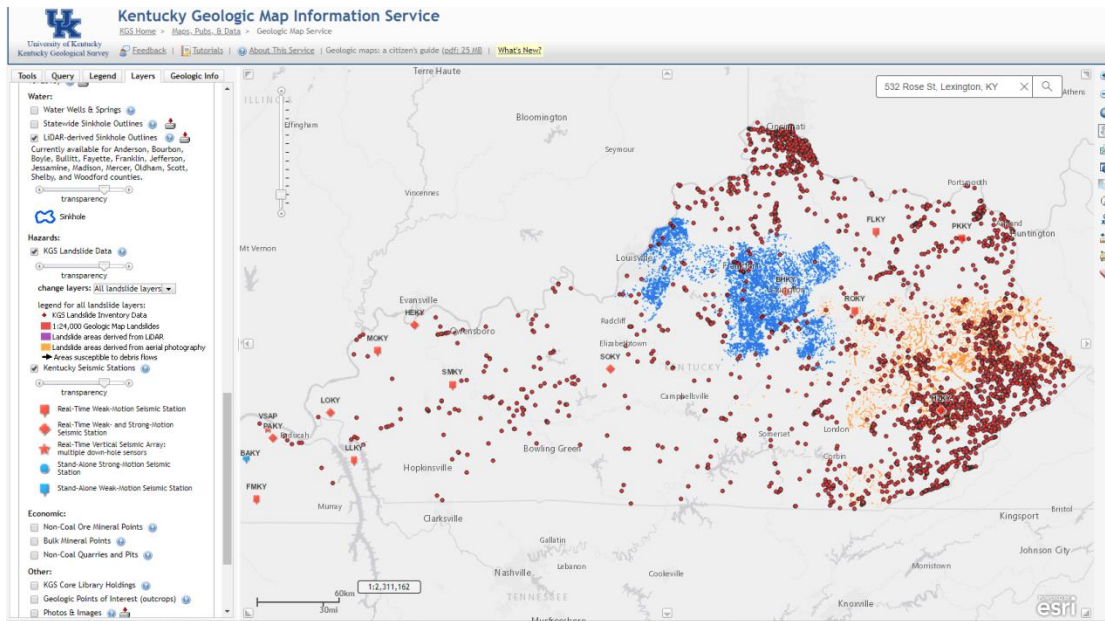 Kentucky Geologic Map Information Service
KGS Home > Maps, Pubs, & Data > Geologic Map Service
UK
University of Kentucky
Kentucky Geological Survey
Feedback | Tutorials | About This Service | Geologic maps: a citizen's guide (pdf: 25 MB | What's New?
Tools Query Legend Layers Geologic Info
Water:
Water Wells & Springs
Statewide Sinkhole Outlines
LiDAR-derived Sinkhole Outlines
Currently available for Anderson, Bourbon,
Boyle, Bullitt, Fayette, Franklin, Jefferson,
Jessamine, Madison, Mercer, Oldham, Scott,
Shelby, and Woodford counties.
transparency
Sinkhole
Hazards:
KGS Landslide Data
transparency
change layers: All landslide layers
legend for all landslide layers:
KGS Landslide Inventory Data
1:24,000 Geologic Map Landslides
Landslide areas derived from LiDAR
Landslide areas derived from aerial photography
Areas susceptible to debris flows
Kentucky Seismic Stations
transparency
Real-Time Weak-Motion Seismic Station
Real-Time Weak- and Strong-Motion
Seismic Station
Real-Time Vertical Seismic Array:
multiple down-hole sensors
Stand-Alone Strong-Motion Seismic
Station
Stand-Alone Weak-Motion Seismic Station
Economic:
Non-Coal Ore Mineral Points
Bulk Mineral Points
Non-Coal Quarries and Pits
Other:
KGS Core Library Holdings
Geologic Points of Interest (outcrops)
Photos & Images
532 Rose St, Lexington, KY
Terre Haute
Athens
ILLINOIS
Effingham
Bloomington
Cincinnati
Seymour
Vincennes
Portsmouth
FLKY
PKKY
Huntington
Mt Vernon
Louisville
BHKY
Evansville
HEKY
Owensboro
Radcliff
ROKY
MOKY
Elizabethtown
SOKY
KENTUCKY
SMKY
Campbellsville
LOKY
VSAP
PAKY
Paducah
London
Somerset
Corbin
BAKY
LLKY
Bowling Green
Hopkinsville
FMKY
Murray
Clarksville
Bristol
Kingsport
Gallatin
Johnson City
Nashville
Lebanon
Cookeville
Morristown
1:2,311,162
60km
30mi
TENNESSEE
Knoxville
Murfreesboro
esri